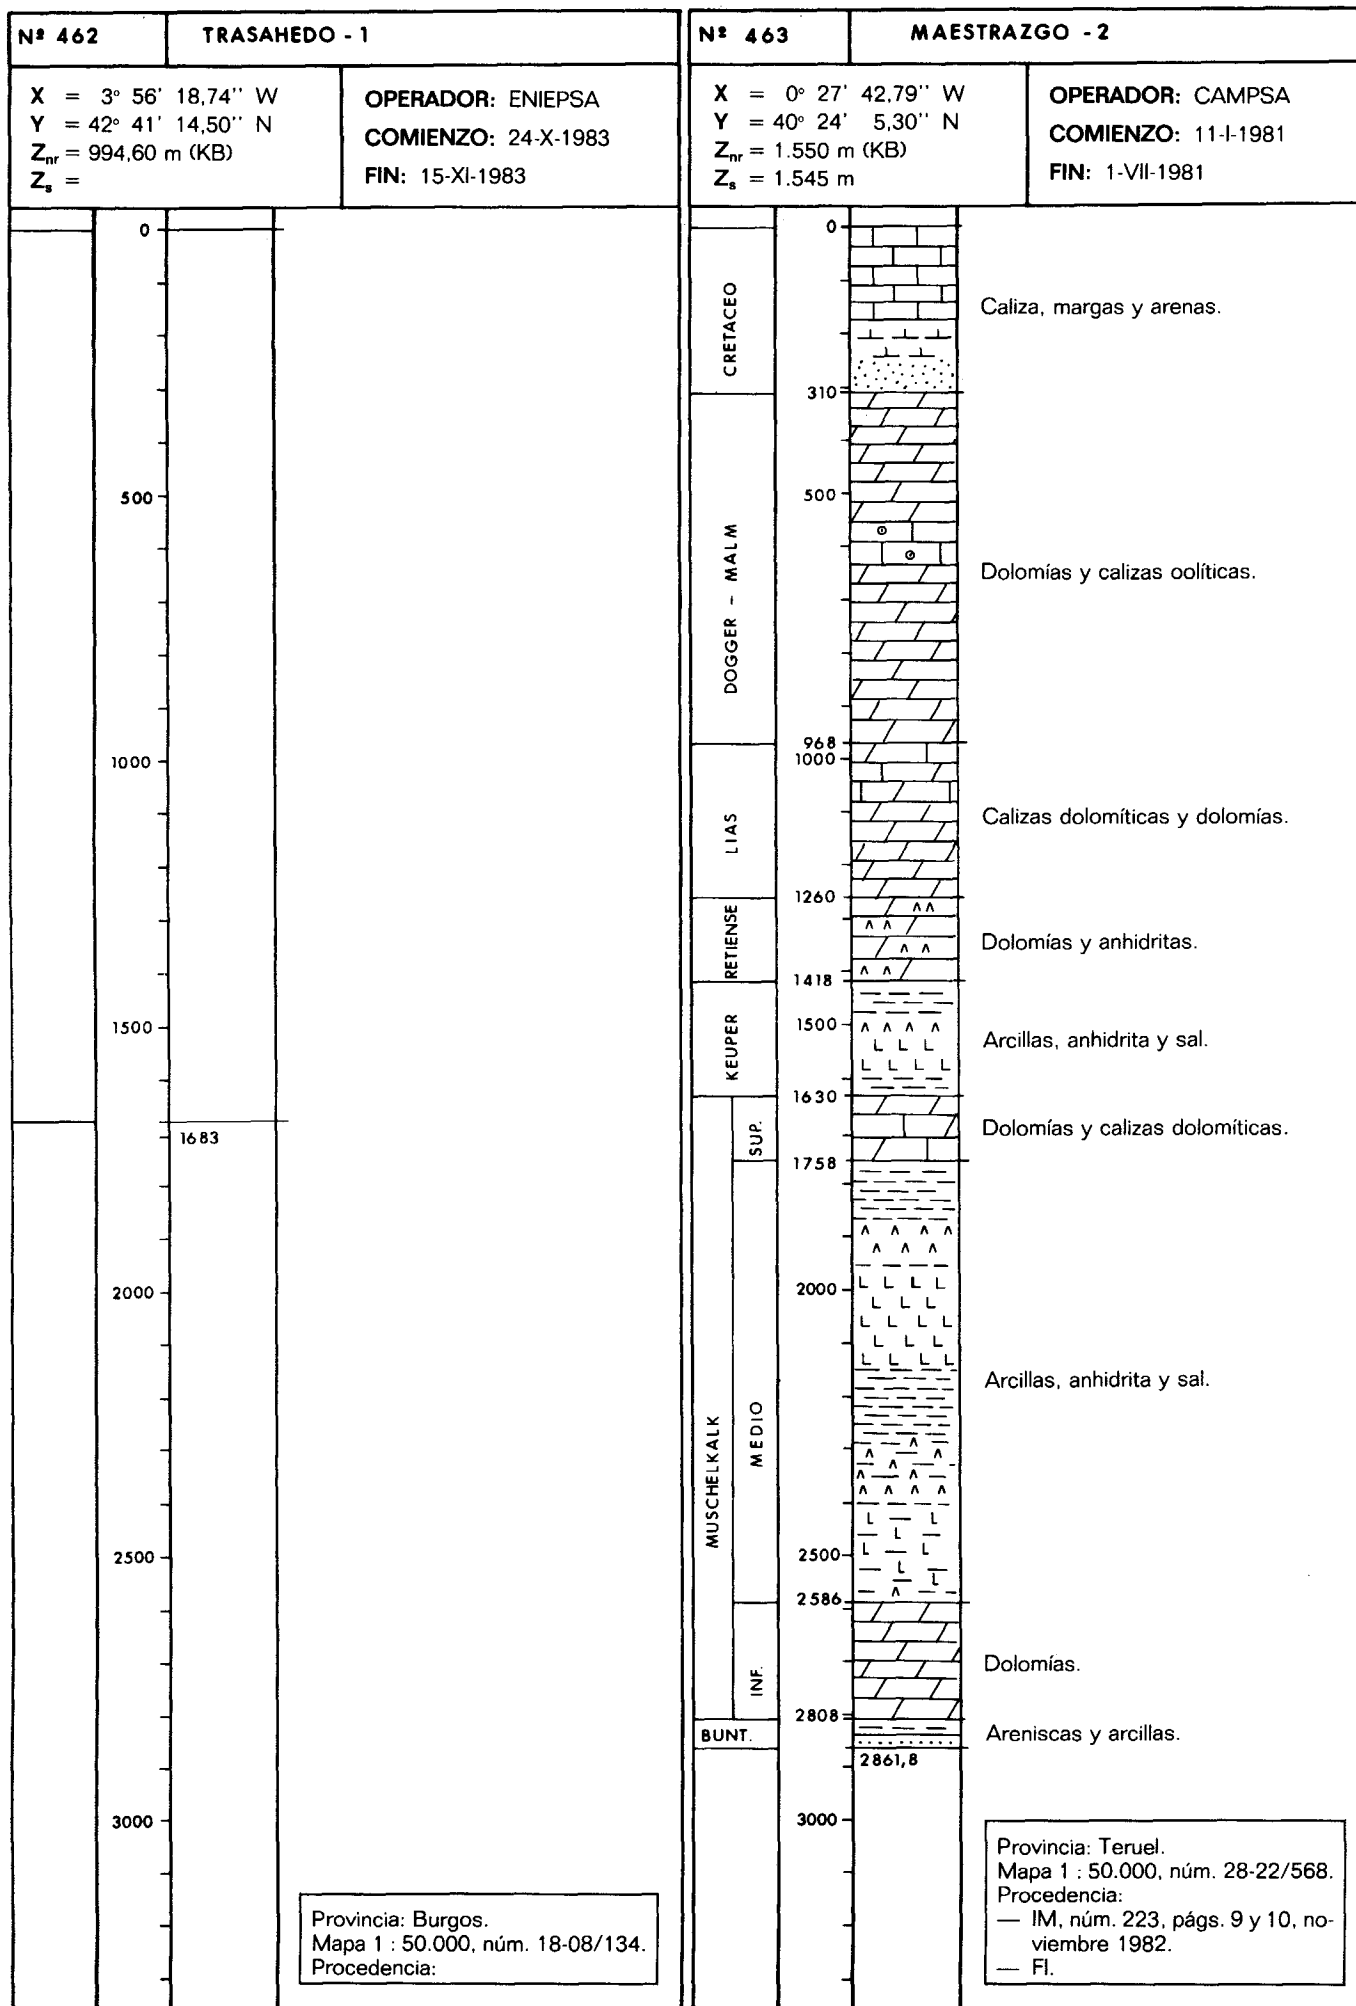 Nº 462
TRASAHEDO - 1
X = 3° 56' 18,74'' W
Y = 42° 41' 14,50'' N
Znr = 994,60 m (KB)
Zs =
OPERADOR: ENIEPSA
COMIENZO: 24-X-1983
FIN: 15-XI-1983
0
500
1000
1500
1683
2000
2500
3000
Provincia: Burgos.
Mapa 1 : 50.000, núm. 18-08/134.
Procedencia:
Nº 463
MAESTRAZGO - 2
X = 0° 27' 42,79'' W
Y = 40° 24' 5,30'' N
Znr = 1.550 m (KB)
Zs = 1.545 m
OPERADOR: CAMPSA
COMIENZO: 11-I-1981
FIN: 1-VII-1981
0
CRETACEO
Caliza, margas y arenas.
310
500
DOGGER - MALM
Dolomías y calizas oolíticas.
968
1000
LIAS
Calizas dolomíticas y dolomías.
1260
RETIENSE
Dolomías y anhidritas.
1418
1500
KEUPER
Arcillas, anhidrita y sal.
1630
SUP.
Dolomías y calizas dolomíticas.
1758
2000
MUSCHELKALK
MEDIO
Arcillas, anhidrita y sal.
2500
2586
INF.
Dolomías.
2808
BUNT.
Areniscas y arcillas.
2861,8
3000
Provincia: Teruel.
Mapa 1 : 50.000, núm. 28-22/568.
Procedencia:
— IM, núm. 223, págs. 9 y 10, no-
viembre 1982.
— FI.